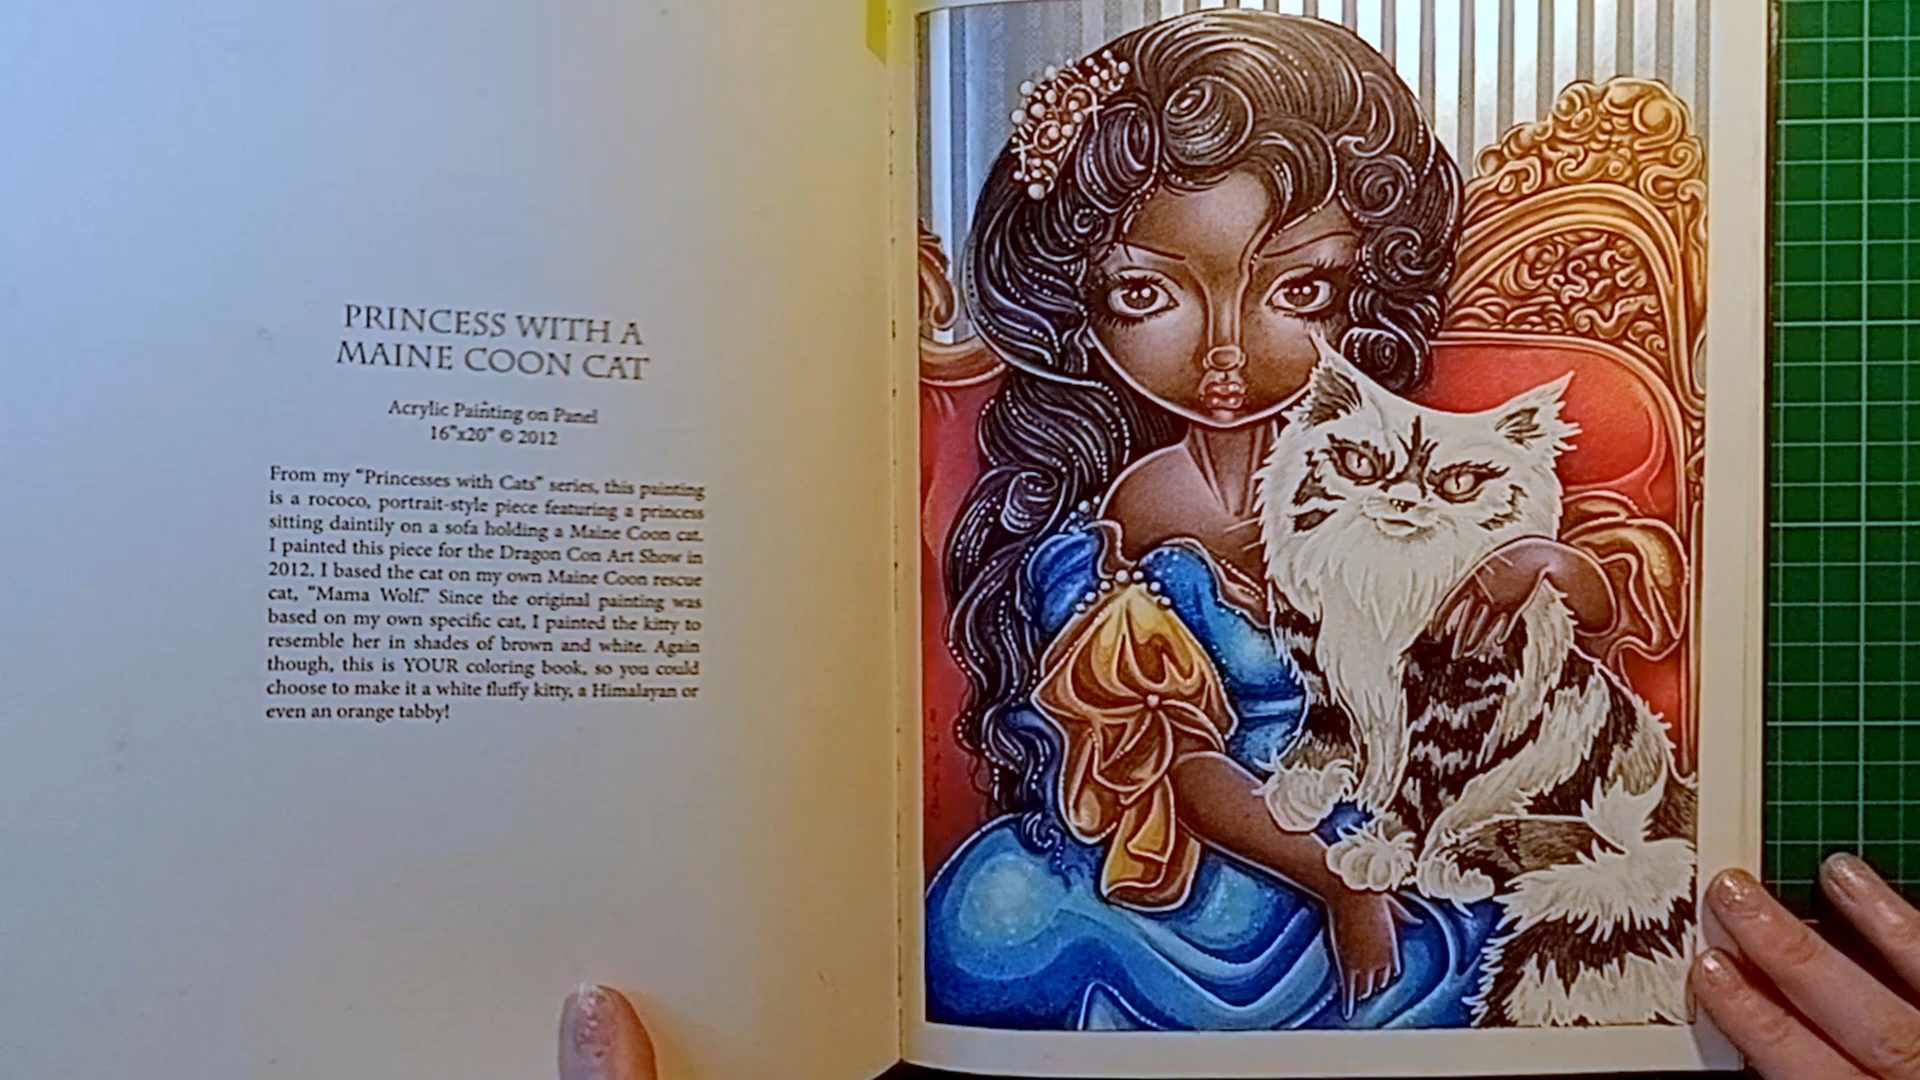 PRINCESS WITH A
MAINE COON CAT
Acrylic Painting on Panel
16"x20" © 2012
From my "Princesses with Cats" series, this painting
is a rococo, portrait-style piece featuring a princess
sitting daintily on a sofa holding a Maine Coon cat.
I painted this piece for the Dragon Con Art Show in
2012. I based the cat on my own Maine Coon rescue
cat, "Mama Wolf." Since the original painting was
based on my own specific cat, I painted the kitty to
resemble her in shades of brown and white. Again
though, this is YOUR coloring book, so you could
choose to make it a white fluffy kitty, a Himalayan or
even an orange tabby!